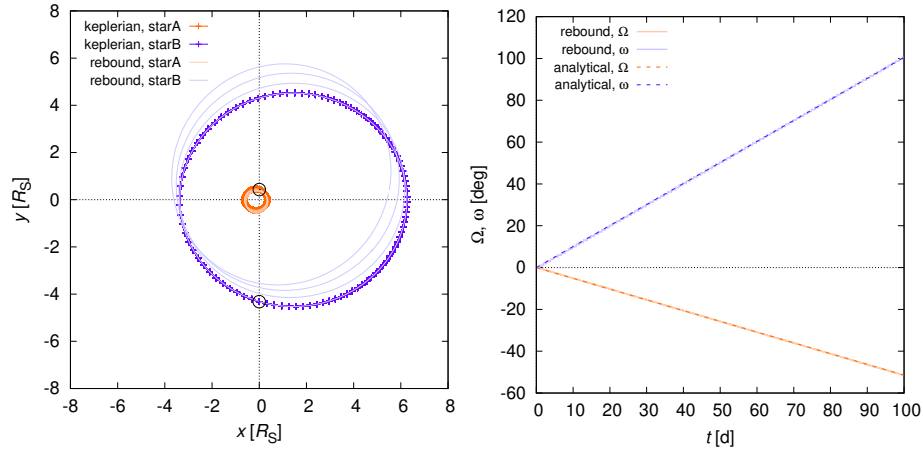 keplerian, starA
keplerian, starB
rebound, starA
rebound, starB
8
6
4
2
0
-2
-4
-6
-8
y [R_S]
-8 -6 -4 -2 0 2 4 6 8
x [R_S]
rebound, Ω
rebound, ω
analytical, Ω
analytical, ω
120
100
80
60
40
20
0
-20
-40
-60
Ω, ω [deg]
0 10 20 30 40 50 60 70 80 90 100
t [d]